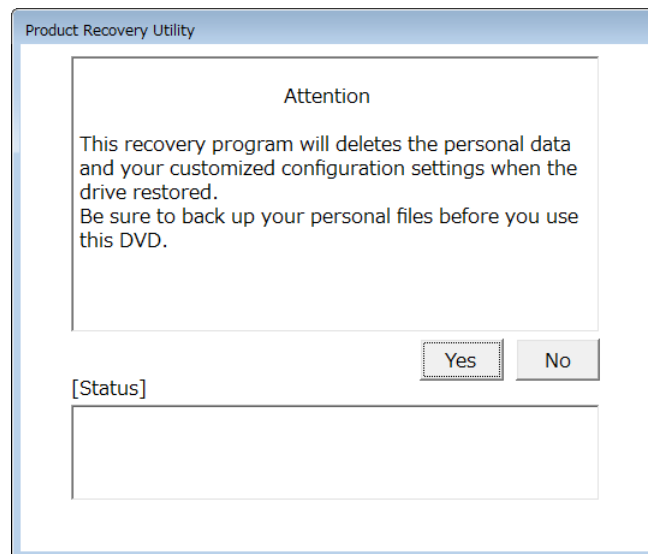 Product Recovery Utility
Attention
This recovery program will deletes the personal data
and your customized configuration settings when the
drive restored.
Be sure to back up your personal files before you use
this DVD.
Yes No
[Status]